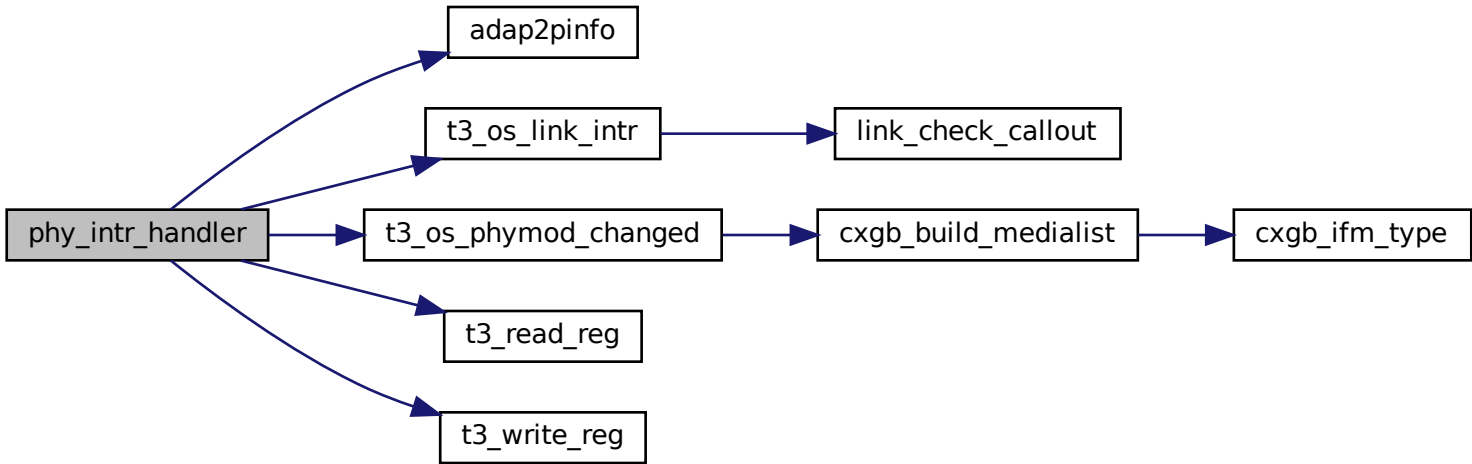 adap2pinfo
t3_os_link_intr
link_check_callout
phy_intr_handler
t3_os_phymod_changed
cxgb_build_medialist
cxgb_ifm_type
t3_read_reg
t3_write_reg